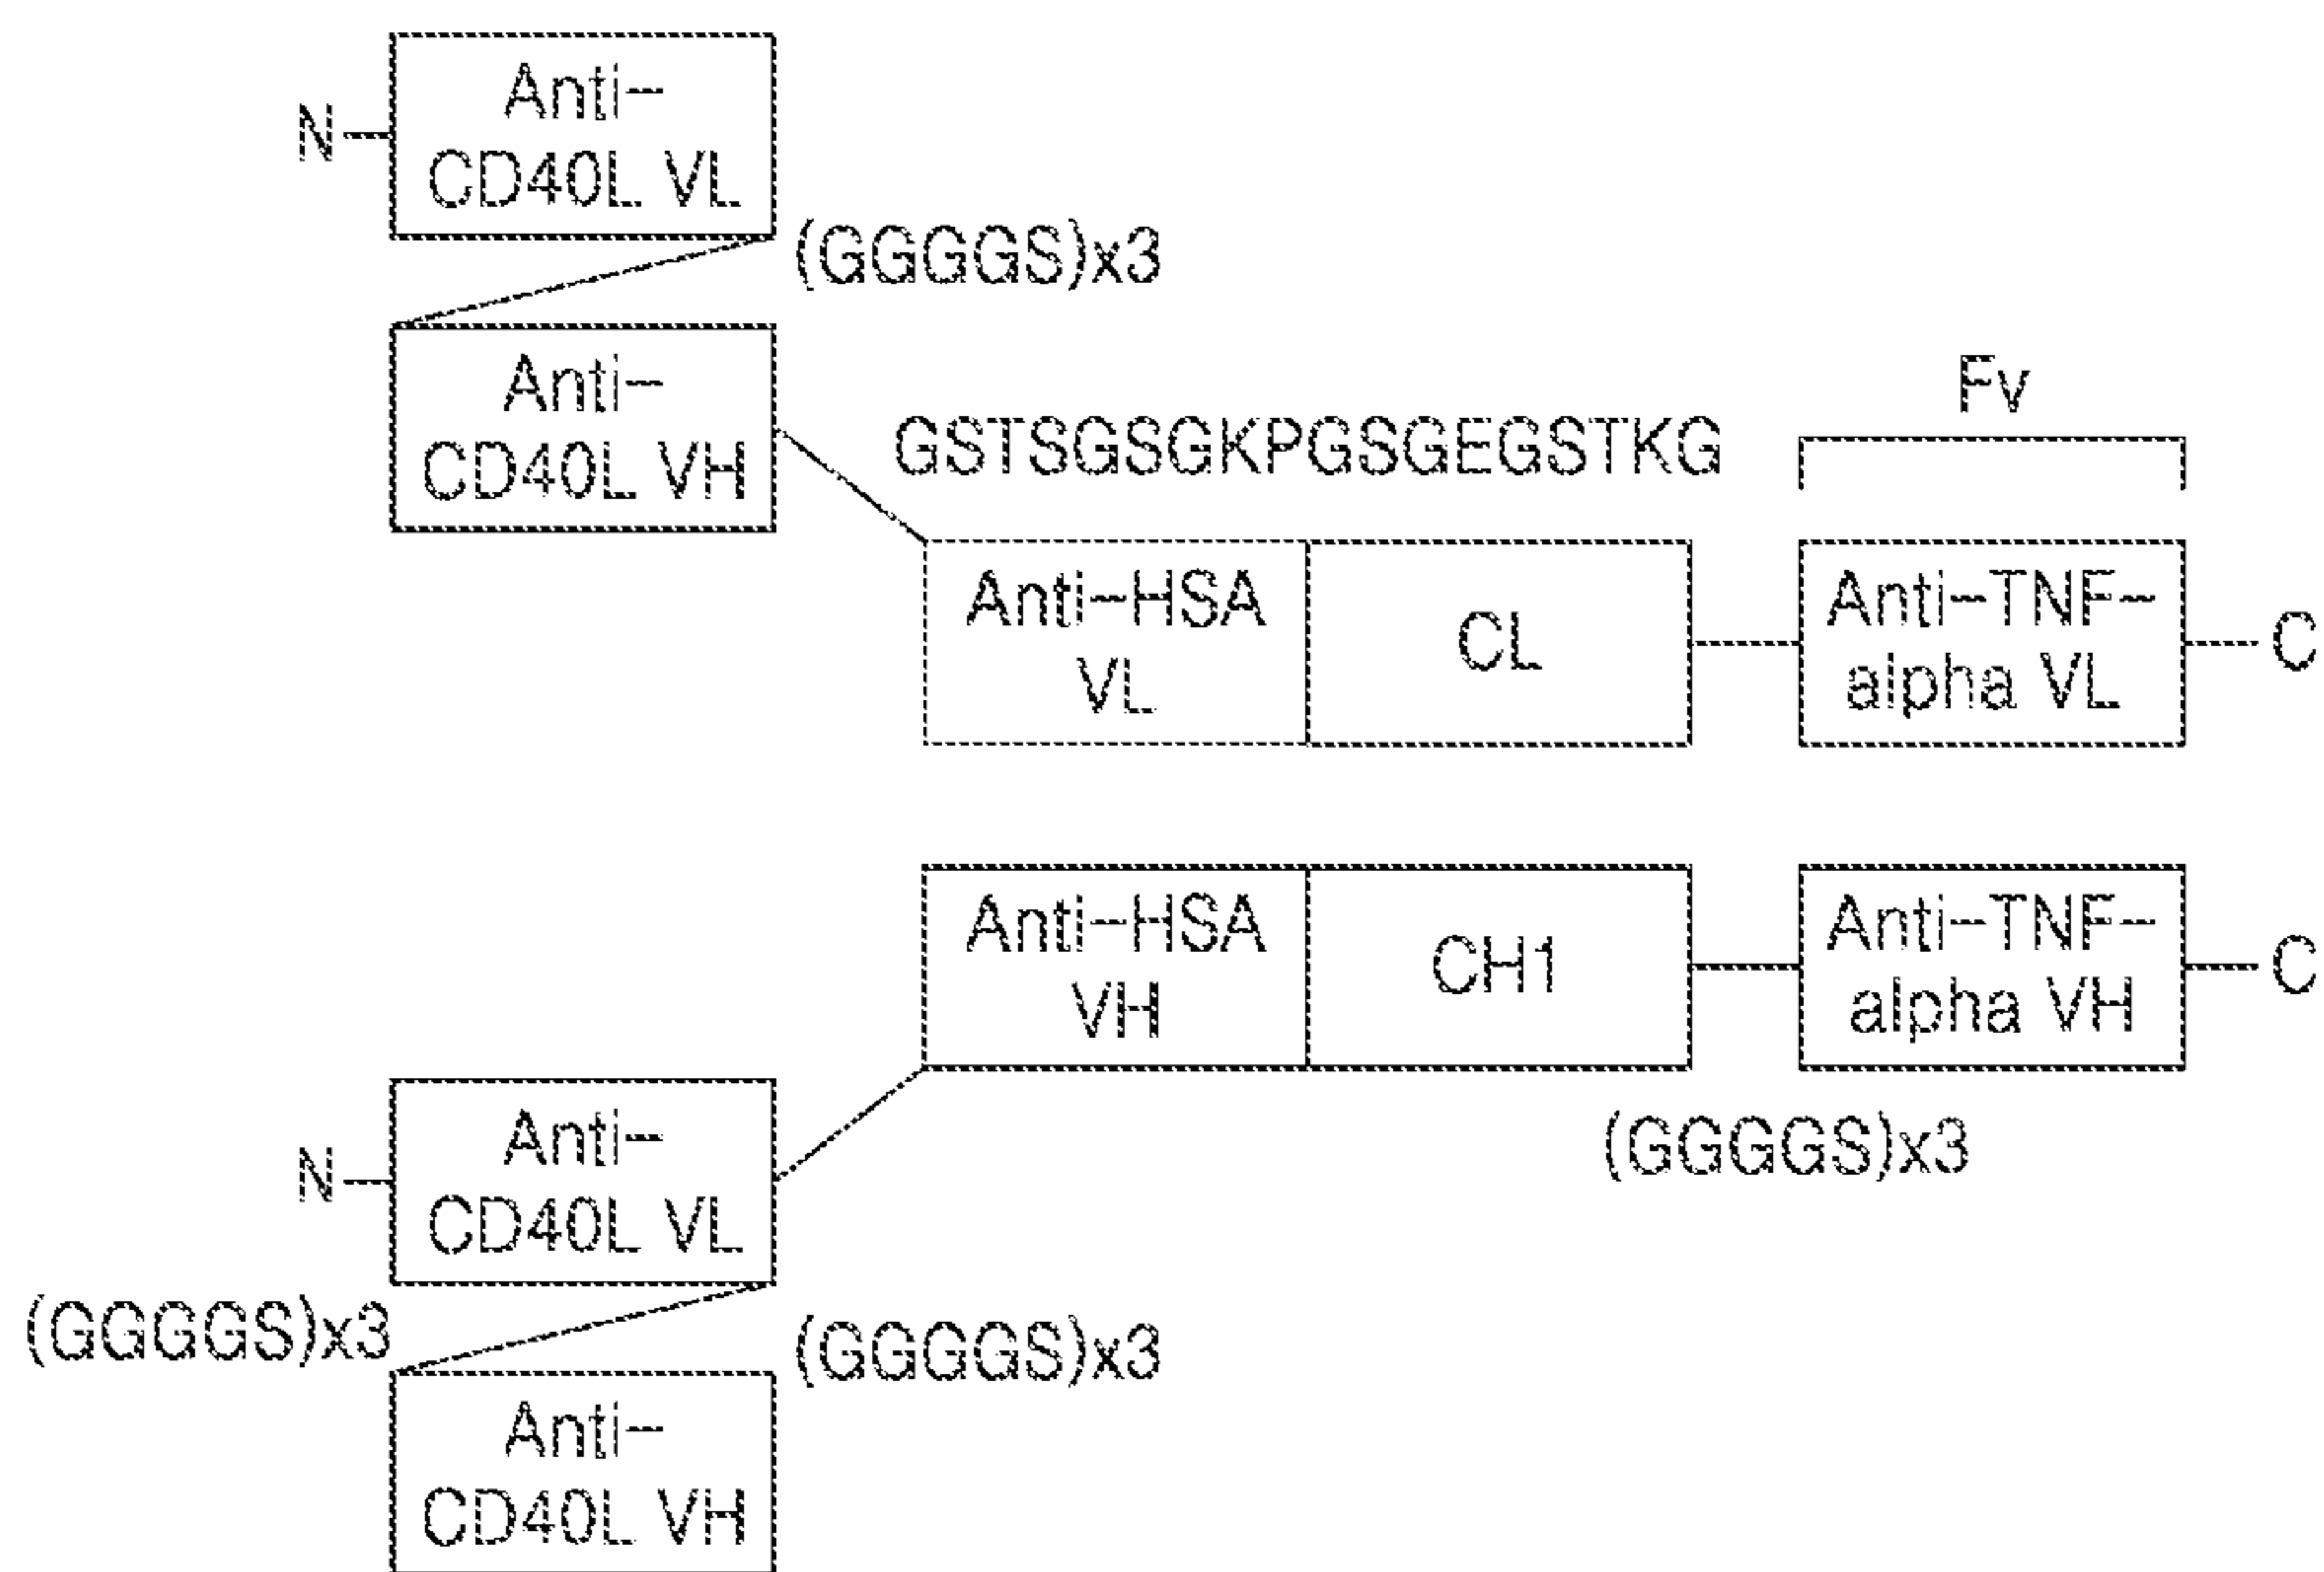 Anti-
N
CD40L VL
(GGGGS)x3
Anti-
CD40L VH
GSTSGSGKPGSGEGSTKG
Fv
Anti-HSA
VL
CL
Anti-TNF-
alpha VL
C
Anti-HSA
VH
CH1
Anti-TNF-
alpha VH
C
(GGGGS)x3
Anti-
N
CD40L VL
(GGGGS)x3
(GGGGS)x3
Anti-
CD40L VH